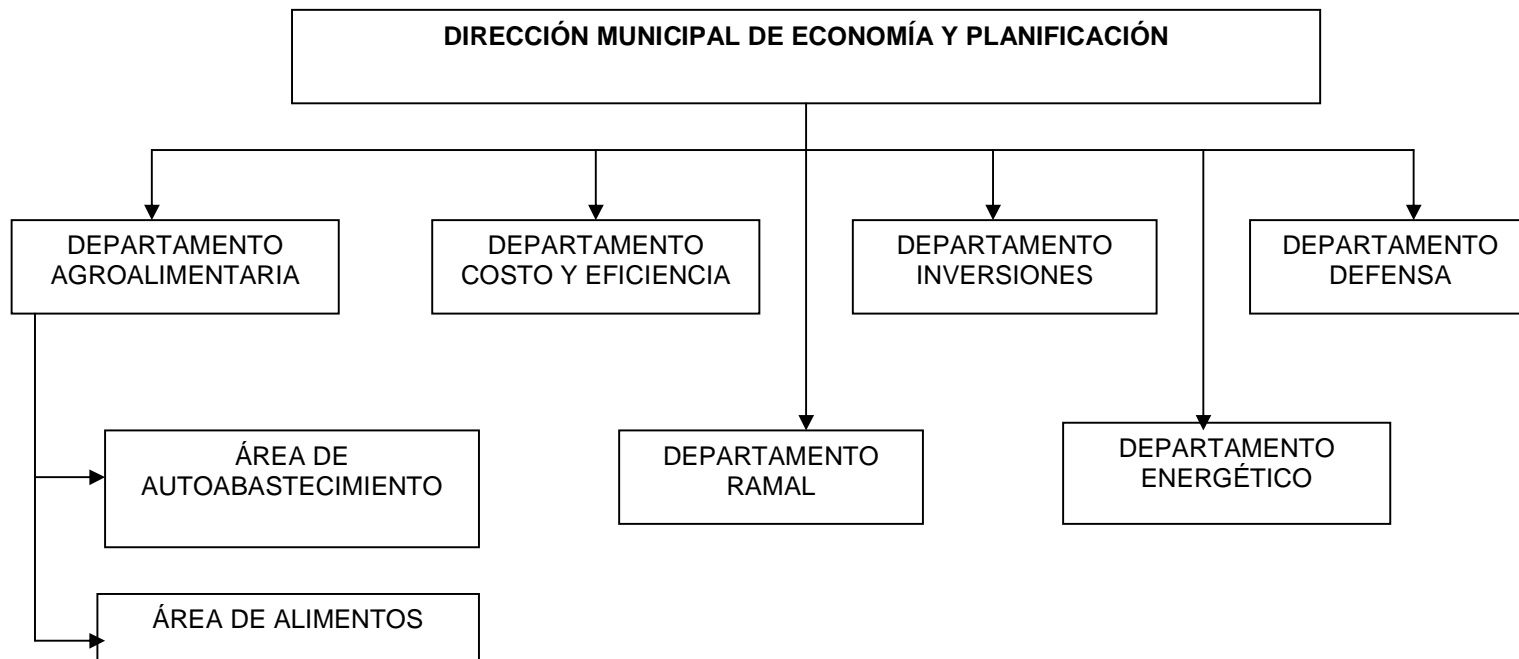 DIRECCIÓN MUNICIPAL DE ECONOMÍA Y PLANIFICACIÓN
DEPARTAMENTO
AGROALIMENTARIA
DEPARTAMENTO
COSTO Y EFICIENCIA
DEPARTAMENTO
INVERSIONES
DEPARTAMENTO
DEFENSA
ÁREA DE
AUTOABASTECIMIENTO
DEPARTAMENTO
RAMAL
DEPARTAMENTO
ENERGÉTICO
ÁREA DE ALIMENTOS